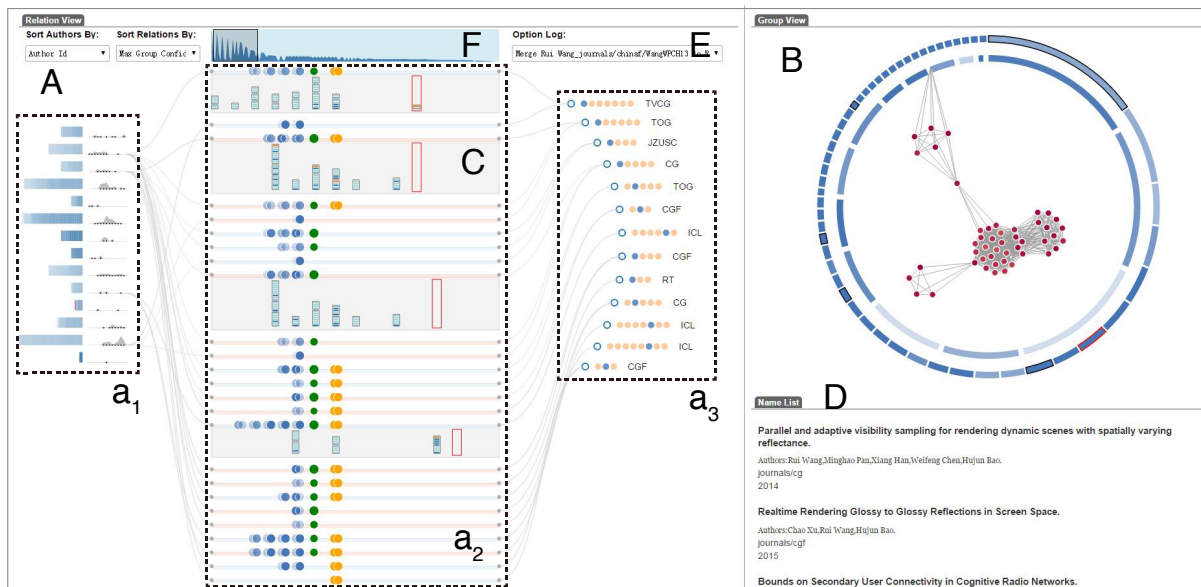 Relation View
Sort Authors By:
Sort Relations By:
Option Log:
Author Id
Max Group Confid
Merge Rui Wang_journals/chinaf/WangWPCH13
F
E
A
C
a1
a2
a3
TVCG
TOG
JZUSC
CG
TOG
CGF
ICL
CGF
RT
CG
ICL
ICL
CGF
Group View
B
D
Name List
Parallel and adaptive visibility sampling for rendering dynamic scenes with spatially varying
reflectance.
Authors:Rui Wang,Minghao Pan,Xiang Han,Weifeng Chen,Hujun Bao.
journals/cg
2014
Realtime Rendering Glossy to Glossy Reflections in Screen Space.
Authors:Chao Xu,Rui Wang,Hujun Bao.
journals/cgf
2015
Bounds on Secondary User Connectivity in Cognitive Radio Networks.